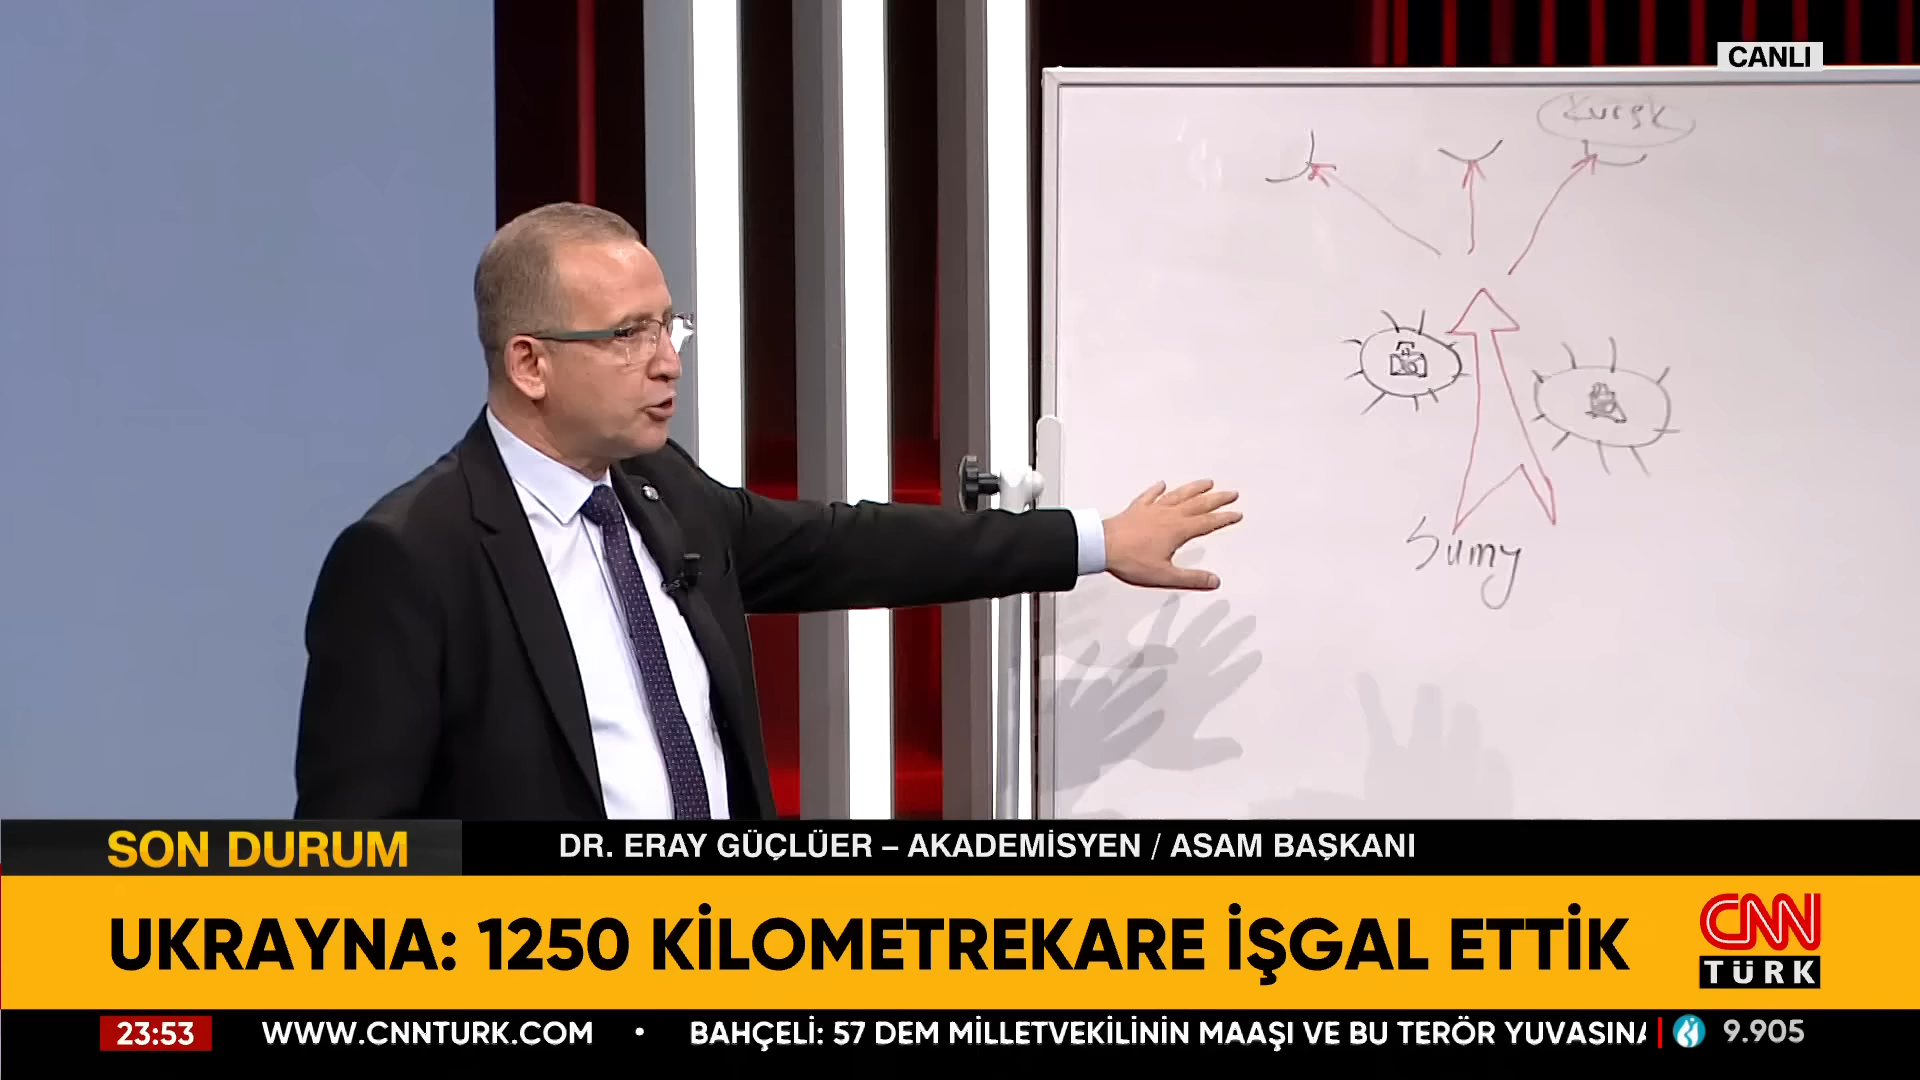 CANLI
Kursk
Sumy
SON DURUM
DR. ERAY GÜÇLÜER – AKADEMİSYEN / ASAM BAŞKANI
UKRAYNA: 1250 KİLOMETREKARE İŞGAL ETTİK
CNN
TÜRK
23:53 WWW.CNNTURK.COM • BAHÇELİ: 57 DEM MİLLETVEKİLİNİN MAAŞI VE BU TERÖR YUVASINA 9.905